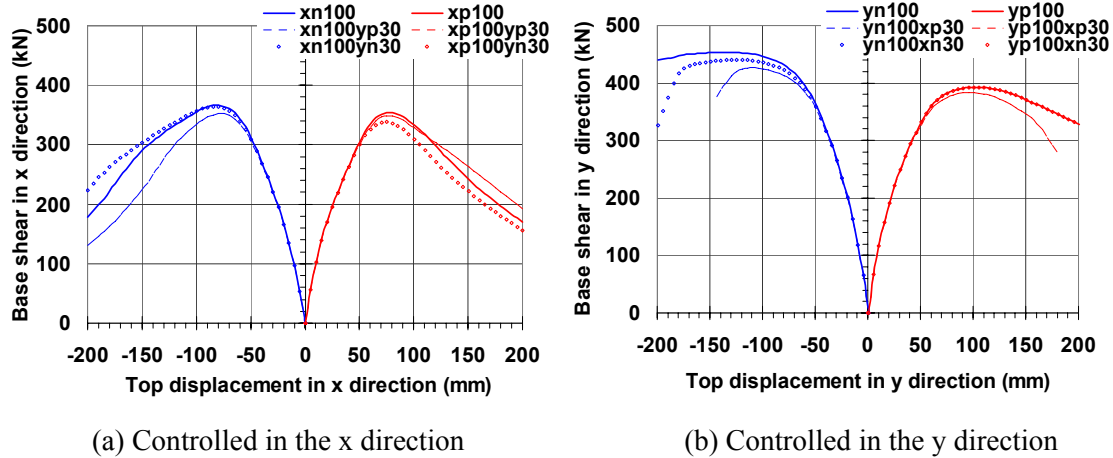 xn100 xp100
xn100yp30 xp100yp30
xn100yn30 xp100yn30
Base shear in x direction (kN)
500
400
300
200
100
0
-200 -150 -100 -50 0 50 100 150 200
Top displacement in x direction (mm)
(a) Controlled in the x direction
yn100 yp100
yn100xp30 yp100xp30
yn100xn30 yp100xn30
Base shear in y direction (kN)
500
400
300
200
100
0
-200 -150 -100 -50 0 50 100 150 200
Top displacement in y direction (mm)
(b) Controlled in the y direction